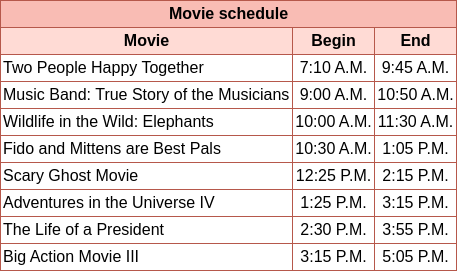 Movie schedule
Movie Begin End
Two People Happy Together 7:10 A.M. 9:45 A.M.
Music Band: True Story of the Musicians 9:00 A.M. 10:50 A.M.
Wildlife in the Wild: Elephants 10:00 A.M. 11:30 A.M.
Fido and Mittens are Best Pals 10:30 A.M. 1:05 P.M.
Scary Ghost Movie 12:25 P.M. 2:15 P.M.
Adventures in the Universe IV 1:25 P.M. 3:15 P.M.
The Life of a President 2:30 P.M. 3:55 P.M.
Big Action Movie III 3:15 P.M. 5:05 P.M.